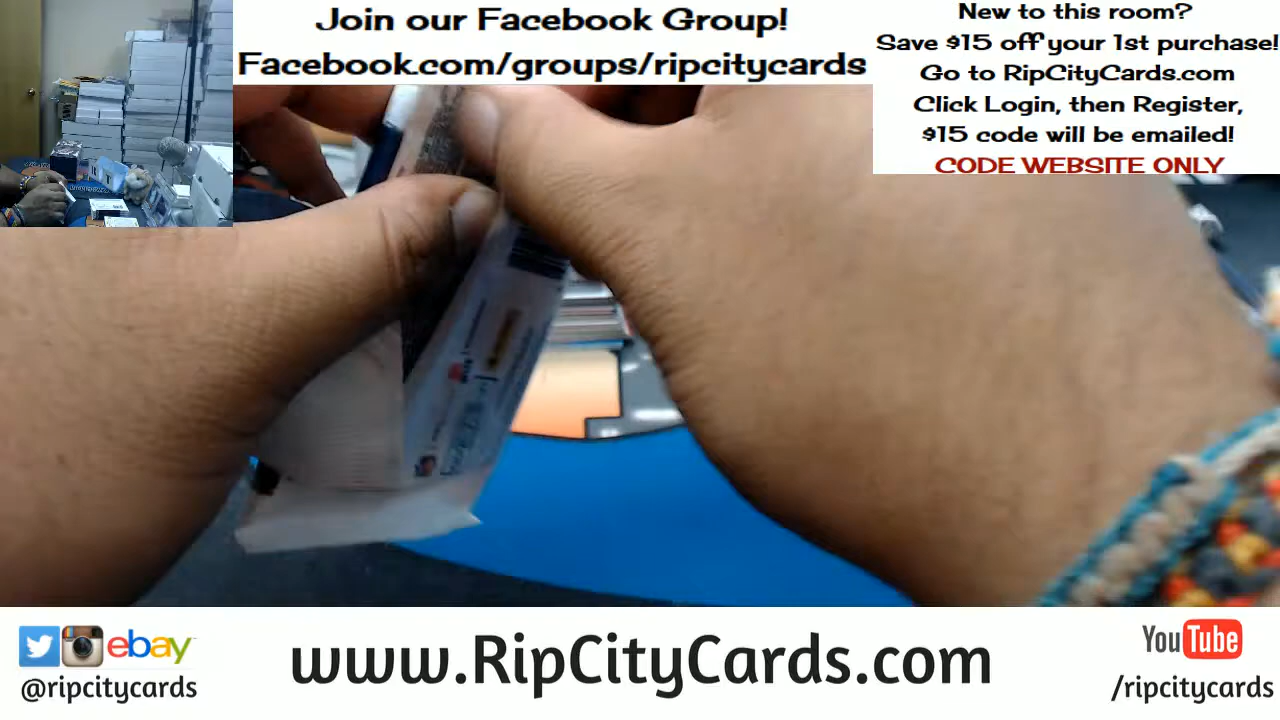 Join our Facebook Group!
Facebook.com/groups/ripcitycards
New to this room?
Save $15 off your 1st purchase!
Go to RipCityCards.com
Click Login, then Register,
$15 code will be emailed!
CODE WEBSITE ONLY
ebay
@ripcitycards
www.RipCityCards.com
YouTube
/ripcitycards